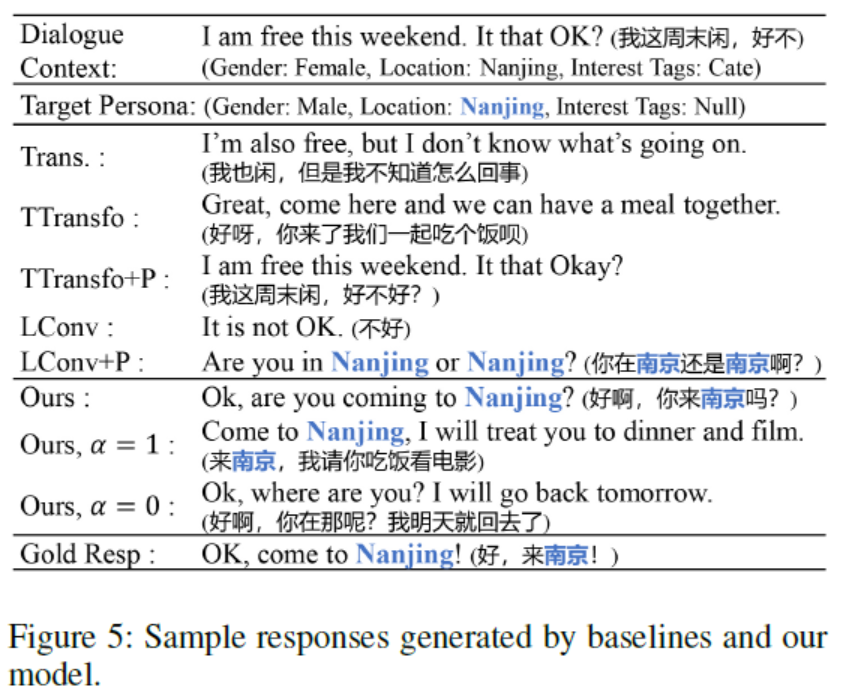 Dialogue I am free this weekend. It that OK? (我这周末闲，好不)
Context: (Gender: Female, Location: Nanjing, Interest Tags: Cate)
Target Persona: (Gender: Male, Location: Nanjing, Interest Tags: Null)
Trans. : I'm also free, but I don't know what's going on.
(我也闲，但是我不知道怎么回事)
TTransfo : Great, come here and we can have a meal together.
(好呀，你来了我们一起吃个饭呗)
TTransfo+P : I am free this weekend. It that Okay?
(我这周末闲，好不好？)
LConv : It is not OK. (不好)
LConv+P : Are you in Nanjing or Nanjing? (你在南京还是南京啊？)
Ours : Ok, are you coming to Nanjing? (好啊，你来南京吗？)
Ours, α = 1 : Come to Nanjing, I will treat you to dinner and film.
(来南京，我请你吃饭看电影)
Ours, α = 0 : Ok, where are you? I will go back tomorrow.
(好啊，你在那呢？我明天就回去了)
Gold Resp : OK, come to Nanjing! (好，来南京！)
Figure 5: Sample responses generated by baselines and our
model.